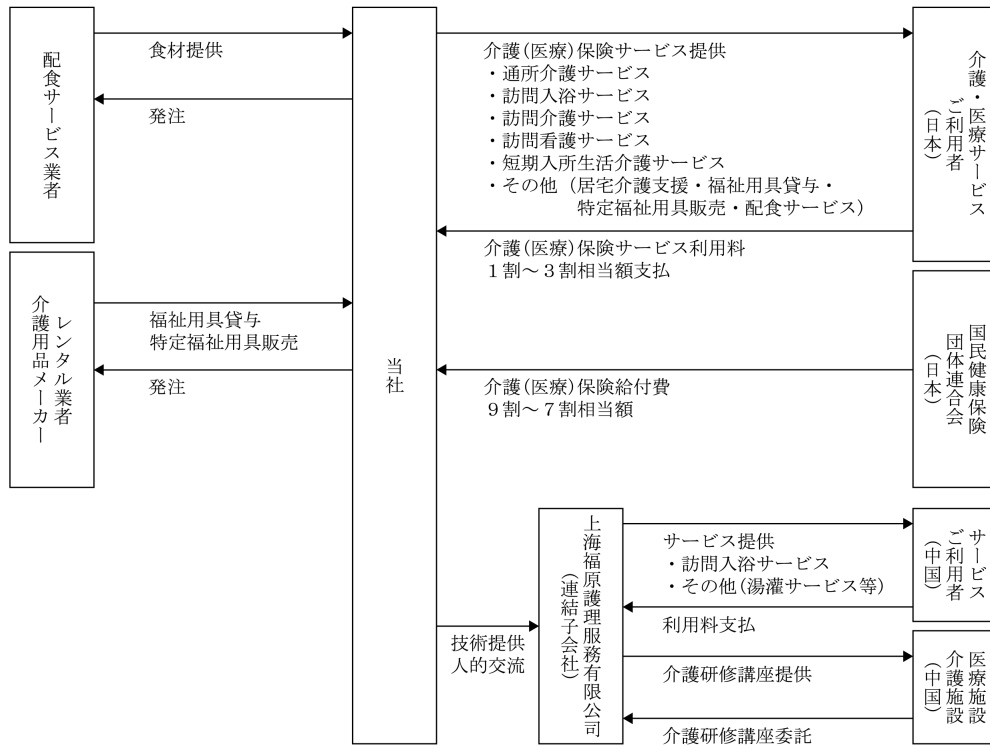 配食サービス業者
食材提供
発注
レンタル業者
介護用品メーカー
福祉用具貸与
特定福祉用具販売
発注
当社
介護(医療)保険サービス提供
・通所介護サービス
・訪問入浴サービス
・訪問介護サービス
・訪問看護サービス
・短期入所生活介護サービス
・その他（居宅介護支援・福祉用具貸与・
特定福祉用具販売・配食サービス）
介護(医療)保険サービス利用料
１割～３割相当額支払
介護・医療サービス
ご利用者
(日本)
介護(医療)保険給付費
９割～７割相当額
国民健康保険
団体連合会
(日本)
技術提供
人的交流
上海福原護理服務有限公司
(連結子会社)
サービス提供
・訪問入浴サービス
・その他(湯灌サービス等)
利用料支払
サービス
ご利用者
(中国)
介護研修講座提供
介護研修講座委託
医療施設
介護施設
(中国)